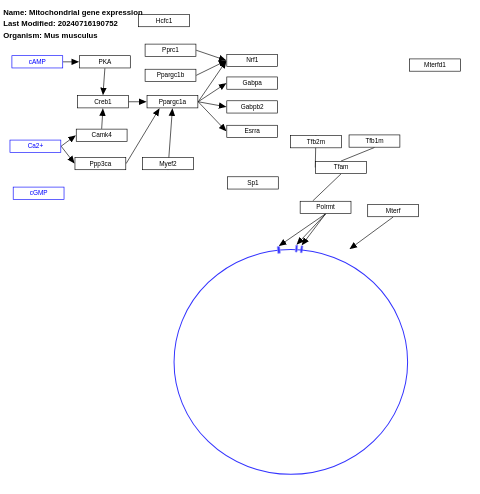 Name: Mitochondrial gene expression
Last Modified: 20240716190752
Organism: Mus musculus
Hcfc1
Pprc1
cAMP
PKA
Nrf1
Mterfd1
Ppargc1b
Gabpa
Creb1
Ppargc1a
Gabpb2
Esrra
Camk4
Ca2+
Tfb2m
Tfb1m
Ppp3ca
Myef2
Tfam
Sp1
cGMP
Polrmt
Mterf